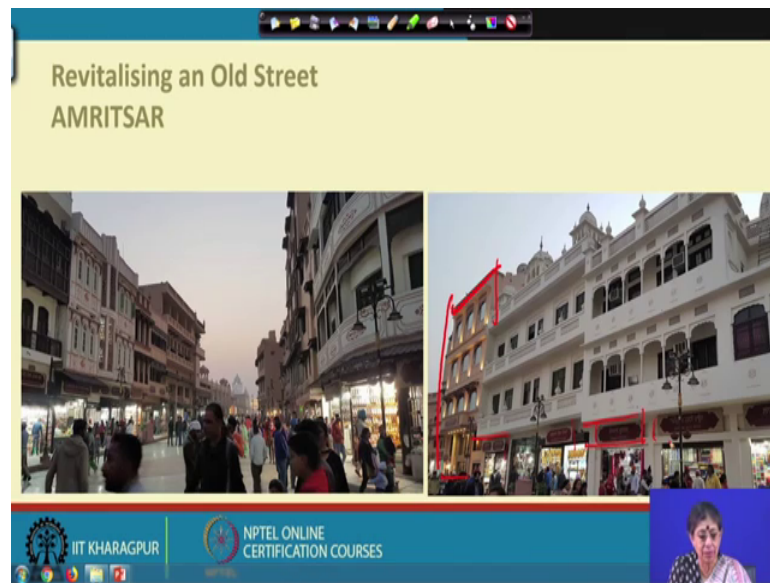 Revitalising an Old Street
AMRITSAR
IIT KHARAGPUR
NPTEL ONLINE
CERTIFICATION COURSES